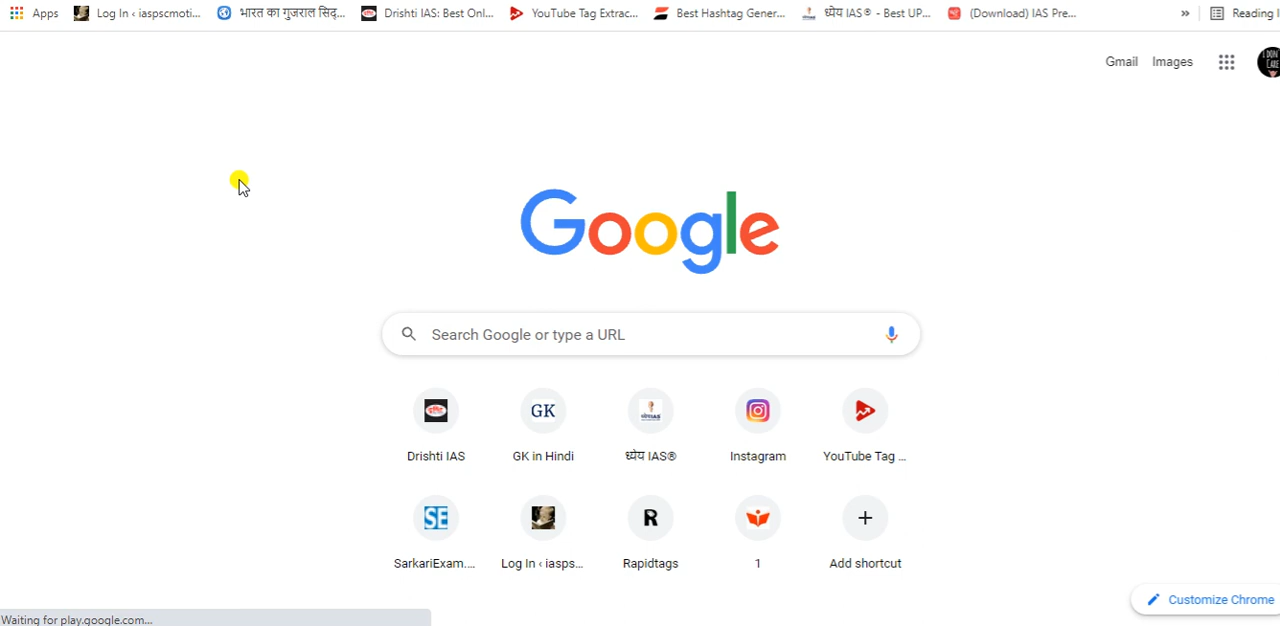 Apps Log In ‹ iaspscmoti... भारत का गुजराल सिद्... Drishti IAS: Best Onl... YouTube Tag Extrac... Best Hashtag Gener... ध्येय IAS® - Best UP... (Download) IAS Pre... » Reading
Gmail Images
I DON'T CARE
Google
Search Google or type a URL
GK
Drishti IAS GK in Hindi ध्येय IAS® Instagram YouTube Tag ...
SE R
SarkariExam.... Log In ‹ iasps... Rapidtags 1 Add shortcut
Customize Chrome
Waiting for play.google.com...